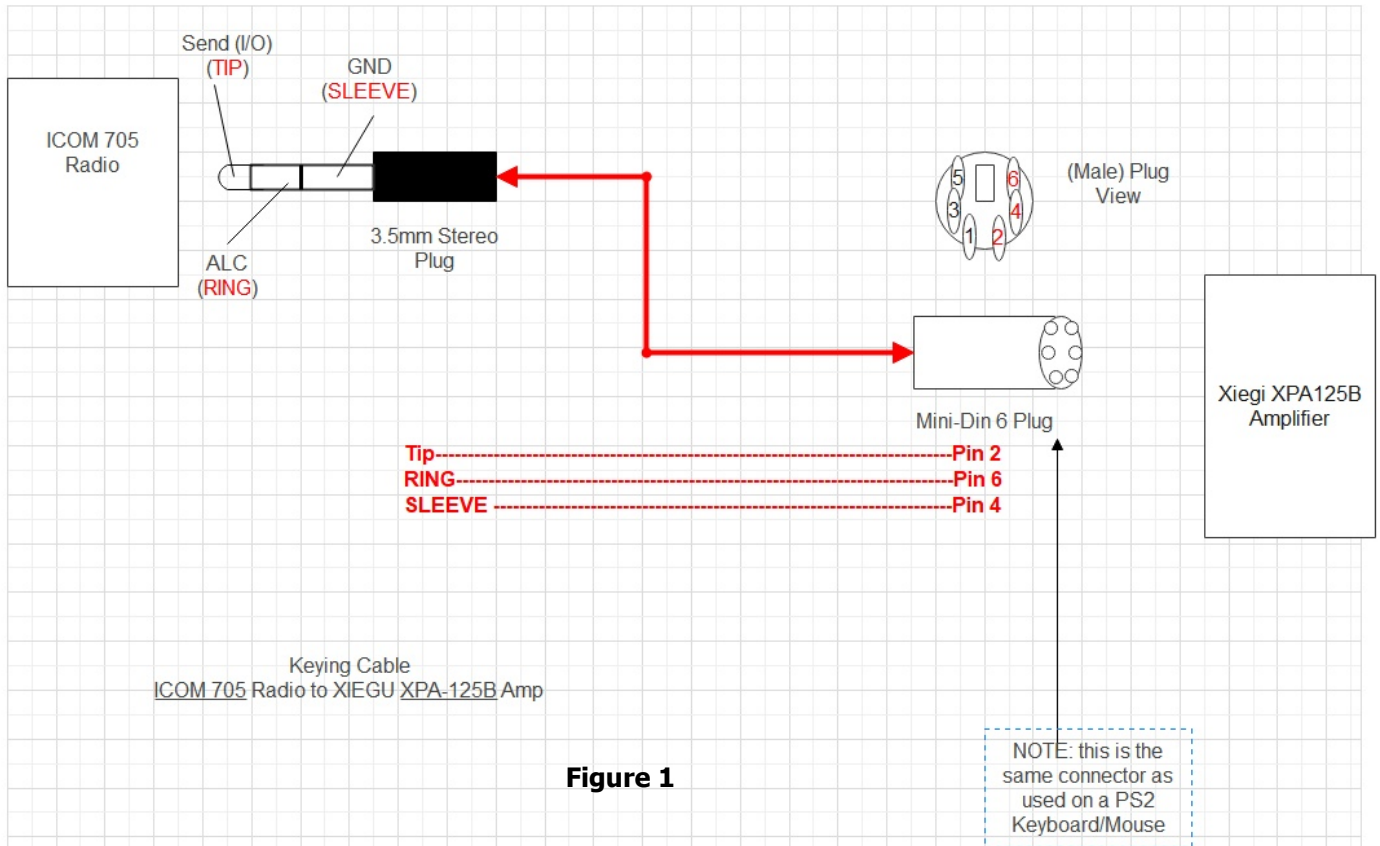 Send (I/O)
(TIP)
GND
(SLEEVE)
ICOM 705
Radio
3.5mm Stereo
Plug
ALC
(RING)
5
6
3
4
1
2
(Male) Plug
View
Mini-Din 6 Plug
Xiegi XPA125B
Amplifier
Tip-----------------------------------------------------Pin 2
RING--------------------------------------------------Pin 6
SLEEVE ----------------------------------------------Pin 4
Keying Cable
ICOM 705 Radio to XIEGU XPA-125B Amp
Figure 1
NOTE: this is the
same connector as
used on a PS2
Keyboard/Mouse